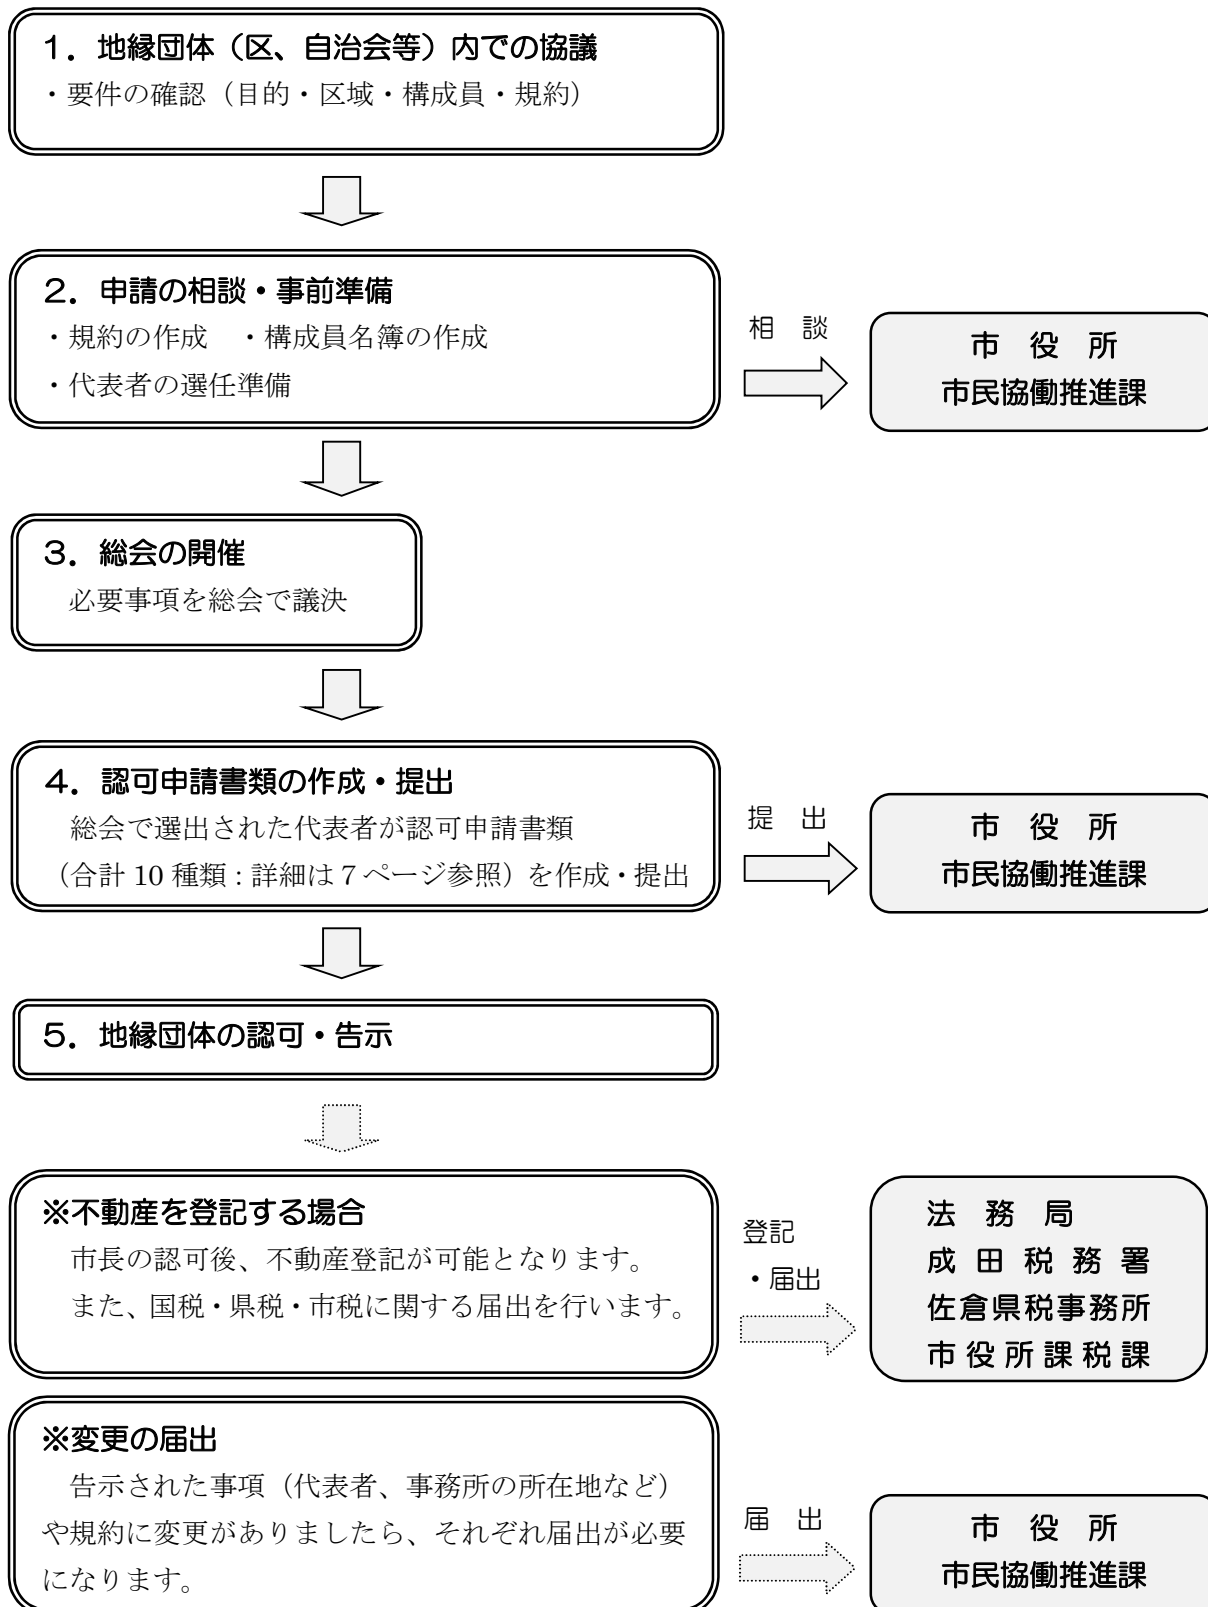 １．地縁団体（区、自治会等）内での協議
・要件の確認（目的・区域・構成員・規約）
２．申請の相談・事前準備
・規約の作成　・構成員名簿の作成
・代表者の選任準備
相　談
市　役　所
市民協働推進課
３．総会の開催
必要事項を総会で議決
４．認可申請書類の作成・提出
総会で選出された代表者が認可申請書類
（合計 10 種類：詳細は７ページ参照）を作成・提出
提　出
市　役　所
市民協働推進課
５．地縁団体の認可・告示
※不動産を登記する場合
市長の認可後、不動産登記が可能となります。
また、国税・県税・市税に関する届出を行います。
登記
・届出
法　務　局
成 田 税 務 署
佐倉県税事務所
市 役 所 課 税 課
※変更の届出
告示された事項（代表者、事務所の所在地など）
や規約に変更がありましたら、それぞれ届出が必要
になります。
届　出
市　役　所
市民協働推進課